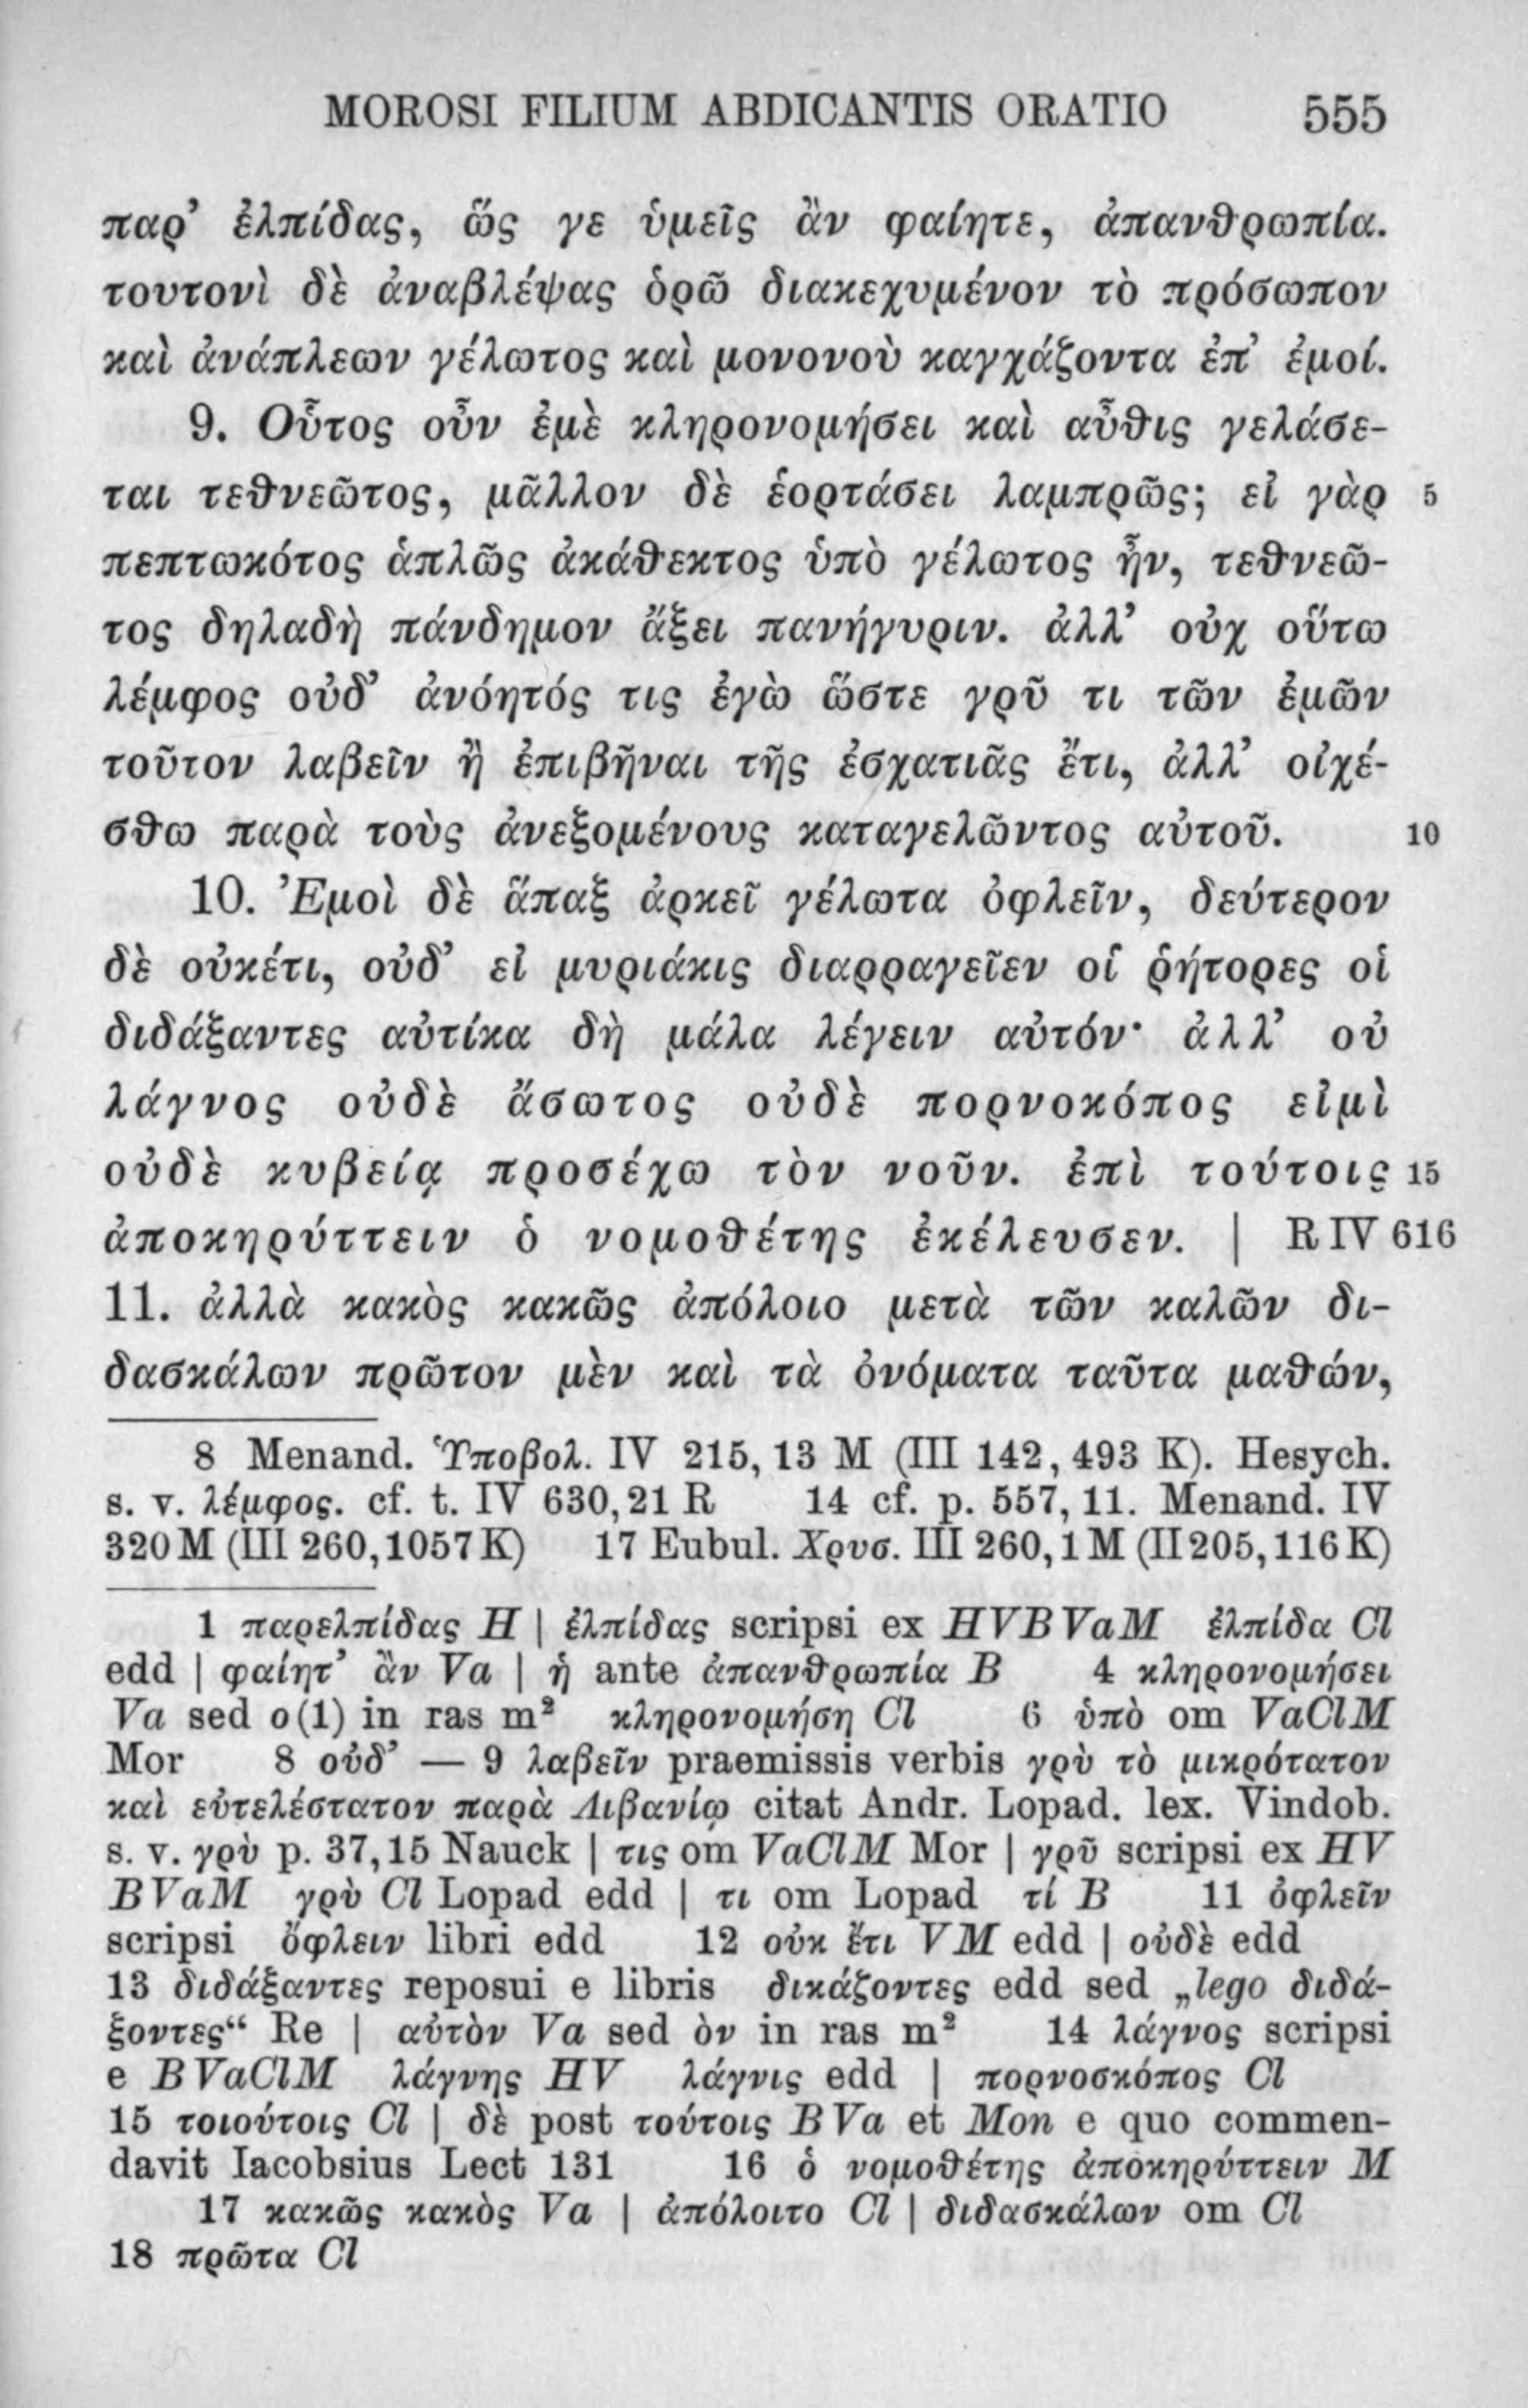 MOROSI FILIUM ABDICANTIS ORATIO 555
παρ’ ἐλπίδας, ὥς γε ὑμεῖς ἂν φαίητε, ἀπανθρωπία.
τουτονὶ δὲ ἀναβλέψας ὁρῶ διακεχυμένον τὸ πρόσωπον
καὶ ἀνάπλεων γέλωτος καὶ μονονοὺ καγχάζοντα ἐπ’ ἐμοί.
9. Οὗτος οὖν ἐμὲ κληρονομήσει καὶ αὖθις γελάσε-
ται τεθνεῶτος, μᾶλλον δὲ ἑορτάσει λαμπρῶς; εἰ γὰρ 5
πεπτωκότος ἁπλῶς ἀκάθεκτος ὑπὸ γέλωτος ἦν, τεθνεῶ-
τος δηλαδὴ πάνδημον ἄξει πανήγυριν. ἀλλ’ οὐχ οὕτω
λέμφος οὐδ’ ἀνόητός τις ἐγὼ ὥστε γρῦ τι τῶν ἐμῶν
τοῦτον λαβεῖν ἢ ἐπιβῆναι τῆς ἐσχατιᾶς ἔτι, ἀλλ’ οἰχέ-
σθω παρὰ τοὺς ἀνεξομένους καταγελῶντος αὐτοῦ. 10
10. Ἐμοὶ δὲ ἅπαξ ἀρκεῖ γέλωτα ὀφλεῖν, δεύτερον
δὲ οὐκέτι, οὐδ’ εἰ μυριάκις διαρραγεῖεν οἱ ῥήτορες οἱ
διδάξαντες αὐτίκα δὴ μάλα λέγειν αὐτόν· ἀλλ’ οὐ
λάγνος οὐδὲ ἄσωτος οὐδὲ πορνοκόπος εἰμὶ
οὐδὲ κυβείᾳ προσέχω τὸν νοῦν. ἐπὶ τούτοις 15
ἀποκηρύττειν ὁ νομοθέτης ἐκέλευσεν. | R IV 616
11. ἀλλὰ κακὸς κακῶς ἀπόλοιο μετὰ τῶν καλῶν δι-
δασκάλων πρῶτον μὲν καὶ τὰ ὀνόματα ταῦτα μαθών,
8 Menand. Ὑποβολ. IV 215, 13 M (III 142, 493 K). Hesych.
s. v. λέμφος. cf. t. IV 630, 21 R 14 cf. p. 557, 11. Menand. IV
320 M (III 260, 1057 K) 17 Eubul. Χρυσ. III 260, 1 M (II 205, 116 K)
1 παρελπίδας H | ἐλπίδας scripsi ex HVBVaM ἐλπίδα Cl
edd | φαίητ’ ἂν Va | ἡ ante ἀπανθρωπία B 4 κληρονομήσει
Va sed ο(1) in ras m² κληρονομήση Cl 6 ὑπὸ om VaClM
Mor 8 οὐδ’ — 9 λαβεῖν praemissis verbis γρὺ τὸ μικρότατον
καὶ εὐτελέστατον παρὰ Λιβανίῳ citat Andr. Lopad. lex. Vindob.
s. v. γρὺ p. 37, 15 Nauck | τις om VaClM Mor | γρῦ scripsi ex HV
BVaM γρὺ Cl Lopad edd | τι om Lopad τί B 11 ὀφλεῖν
scripsi ὄφλειν libri edd 12 οὐκ ἔτι VM edd | οὐδὲ edd
13 διδάξαντες reposui e libris δικάζοντες edd sed „lego διδά-
ξοντες“ Re | αὐτὸν Va sed ὸν in ras m² 14 λάγνος scripsi
e BVaClM λάγνης HV λάγνις edd | πορνοσκόπος Cl
15 τοιούτοις Cl | δὲ post τούτοις BVa et Mon e quo commen-
davit Iacobsius Lect 131 16 ὁ νομοθέτης ἀποκηρύττειν M
17 κακῶς κακὸς Va | ἀπόλοιτο Cl | διδασκάλων om Cl
18 πρῶτα Cl